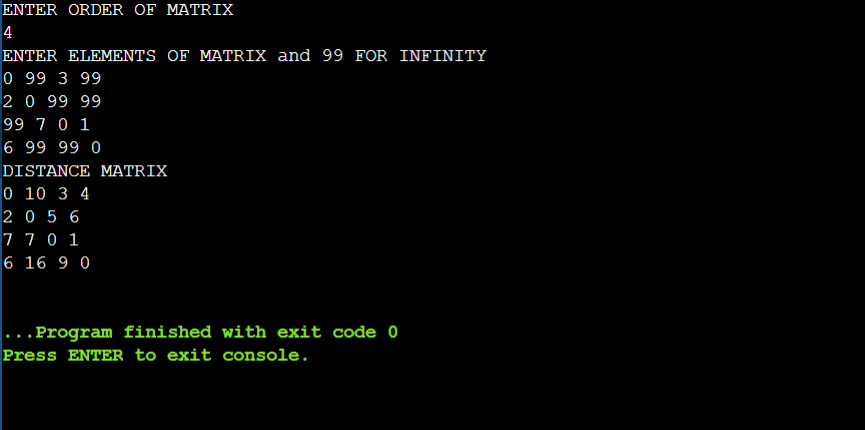 ENTER ORDER OF MATRIX
4
ENTER ELEMENTS OF MATRIX and 99 FOR INFINITY
0 99 3 99
2 0 99 99
99 7 0 1
6 99 99 0
DISTANCE MATRIX
0 10 3 4
2 0 5 6
7 7 0 1
6 16 9 0
...Program finished with exit code 0
Press ENTER to exit console.